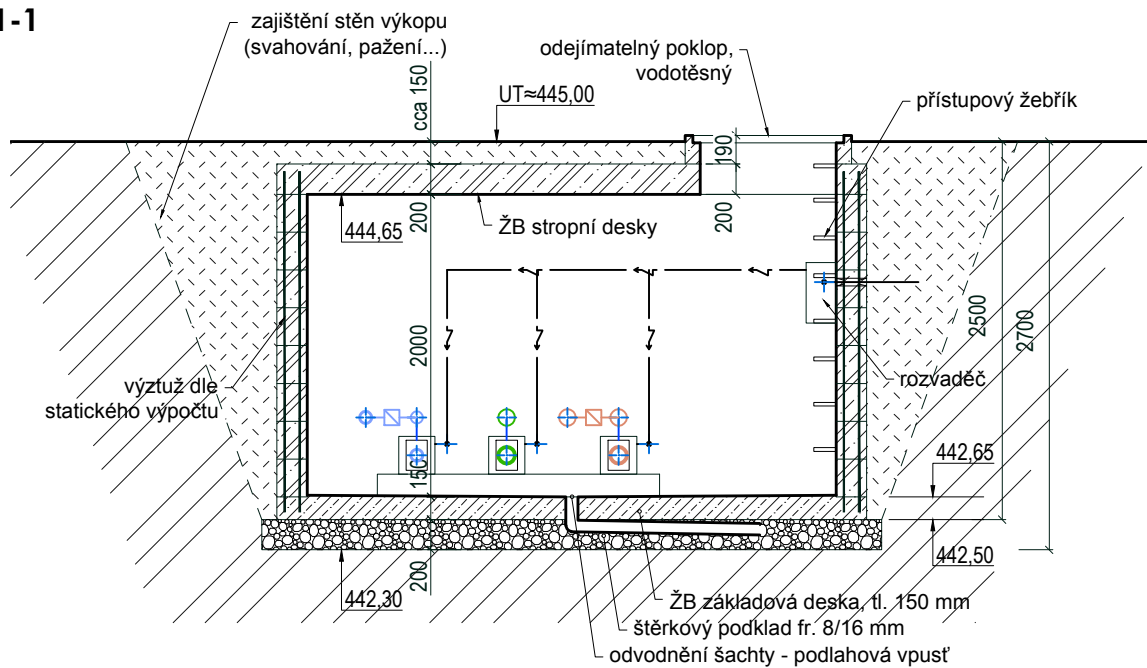 1-1
zajištění stěn výkopu
(svahování, pažení...)
odejímatelný poklop,
vodotěsný
přístupový žebřík
cca 150
UT≈445,00
190
200
444,65
ŽB stropní desky
200
2000
2500
2700
výztuž dle
statického výpočtu
rozvaděč
150
442,65
442,50
200
442,30
ŽB základová deska, tl. 150 mm
štěrkový podklad fr. 8/16 mm
odvodnění šachty - podlahová vpusť